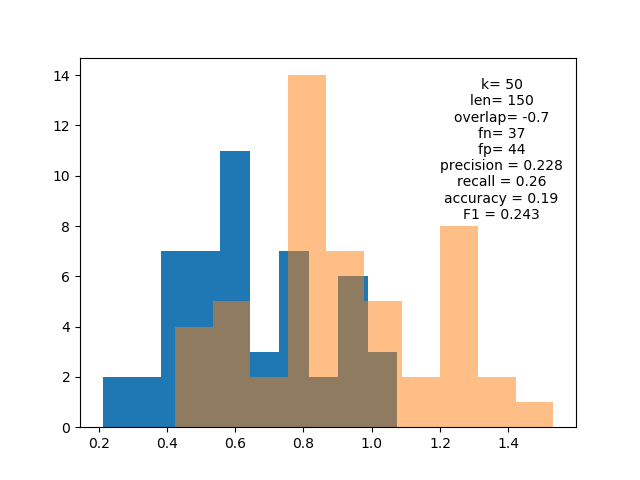 14
12
10
8
6
4
2
0
0.2 0.4 0.6 0.8 1.0 1.2 1.4
k= 50
len= 150
overlap= -0.7
fn= 37
fp= 44
precision = 0.228
recall = 0.26
accuracy = 0.19
F1 = 0.243